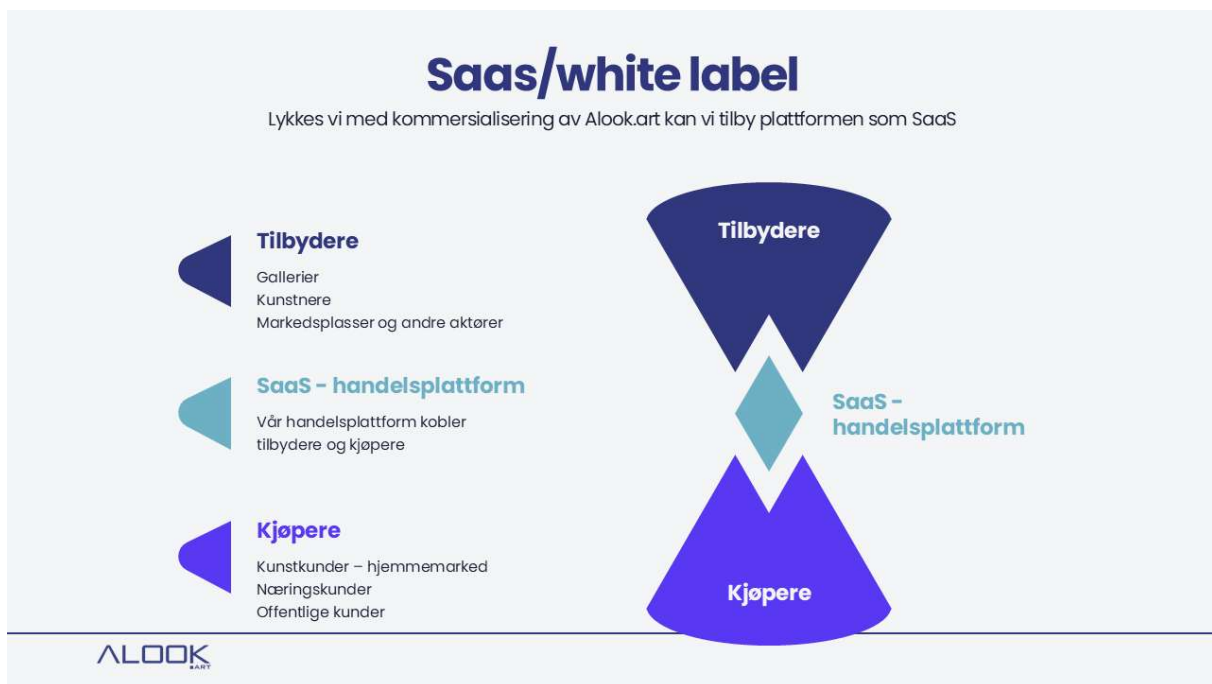 Saas/white label
Lykkes vi med kommersialisering av Alook.art kan vi tilby plattformen som SaaS
Tilbydere
Gallerier
Kunstnere
Markedsplasser og andre aktører
SaaS - handelsplattform
Vår handelsplattform kobler
tilbydere og kjøpere
Kjøpere
Kunstkunder – hjemmemarked
Næringskunder
Offentlige kunder
Tilbydere
SaaS -
handelsplattform
Kjøpere
ALOOK
.ART